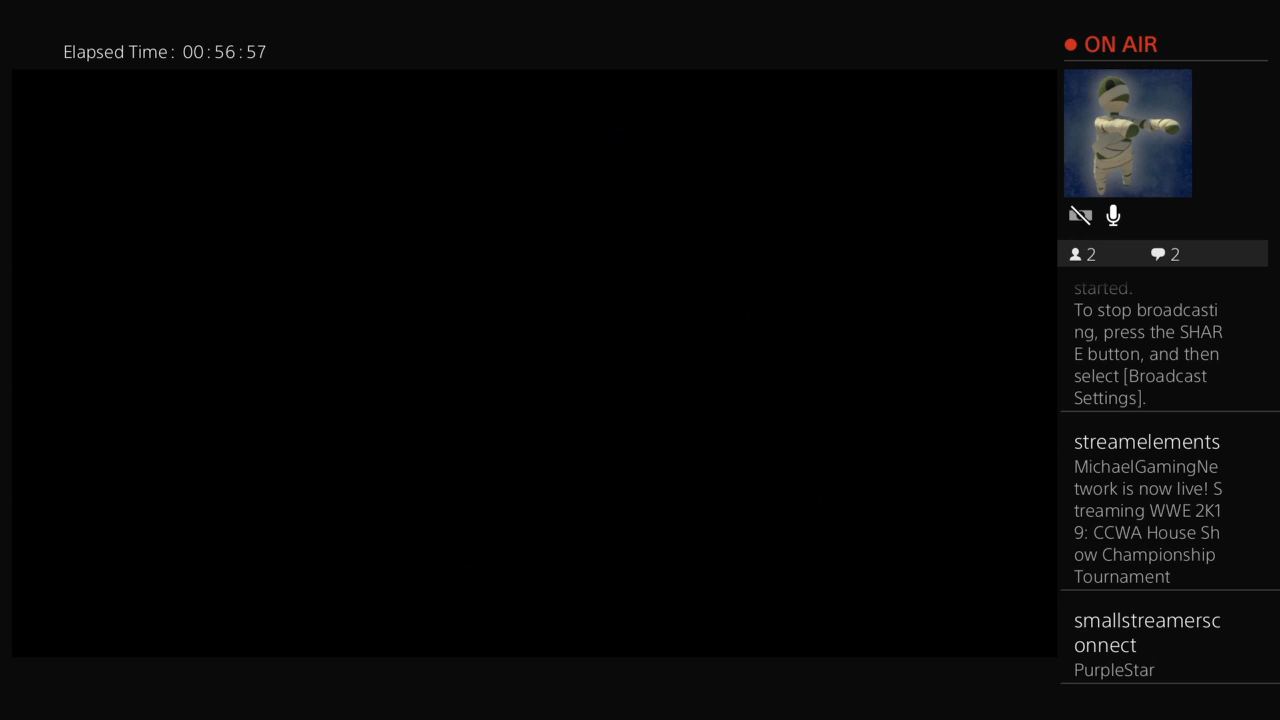 Elapsed Time: 00:56:57
ON AIR
2 2
started.
To stop broadcasti
ng, press the SHAR
E button, and then
select [Broadcast
Settings].
streamelements
MichaelGamingNe
twork is now live! S
treaming WWE 2K1
9: CCWA House Sh
ow Championship
Tournament
smallstreamersc
onnect
PurpleStar